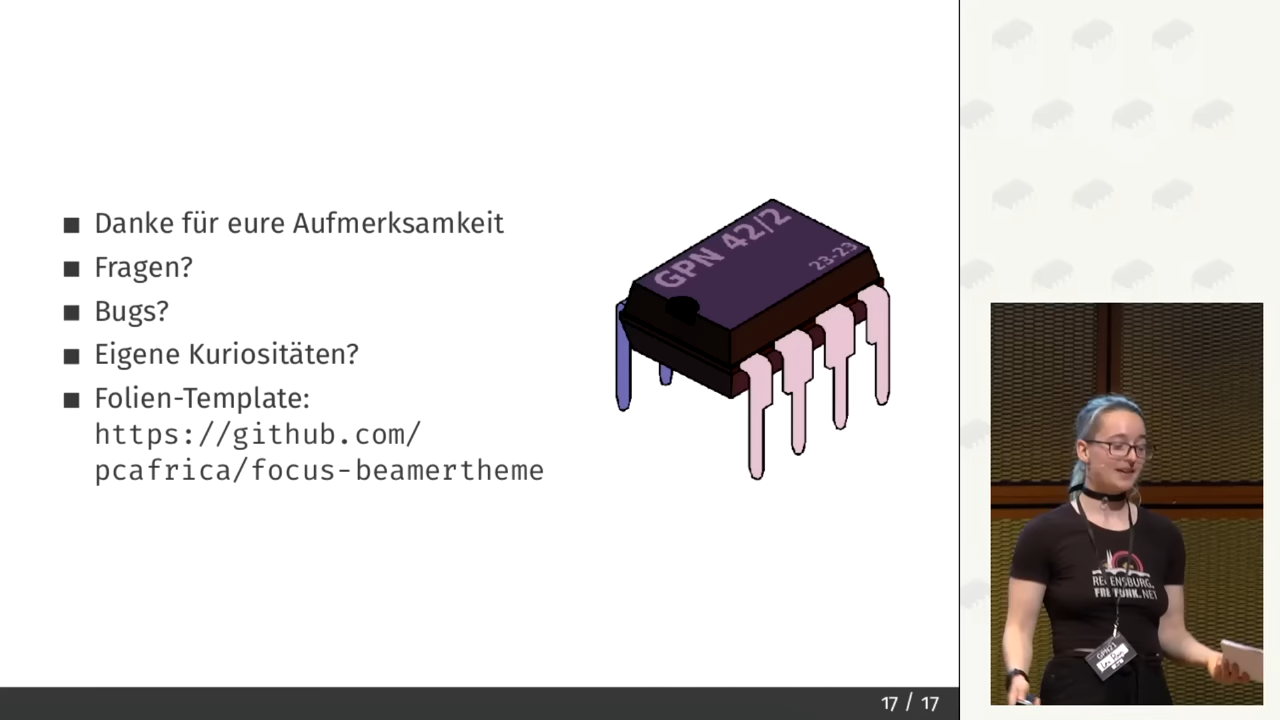 Danke für eure Aufmerksamkeit
Fragen?
Bugs?
Eigene Kuriositäten?
Folien-Template:
https://github.com/
pcafrica/focus-beamertheme
GPN 42/2
23-23
17 / 17
REGENSBURG.
FREIFUNK.NET
GPN21